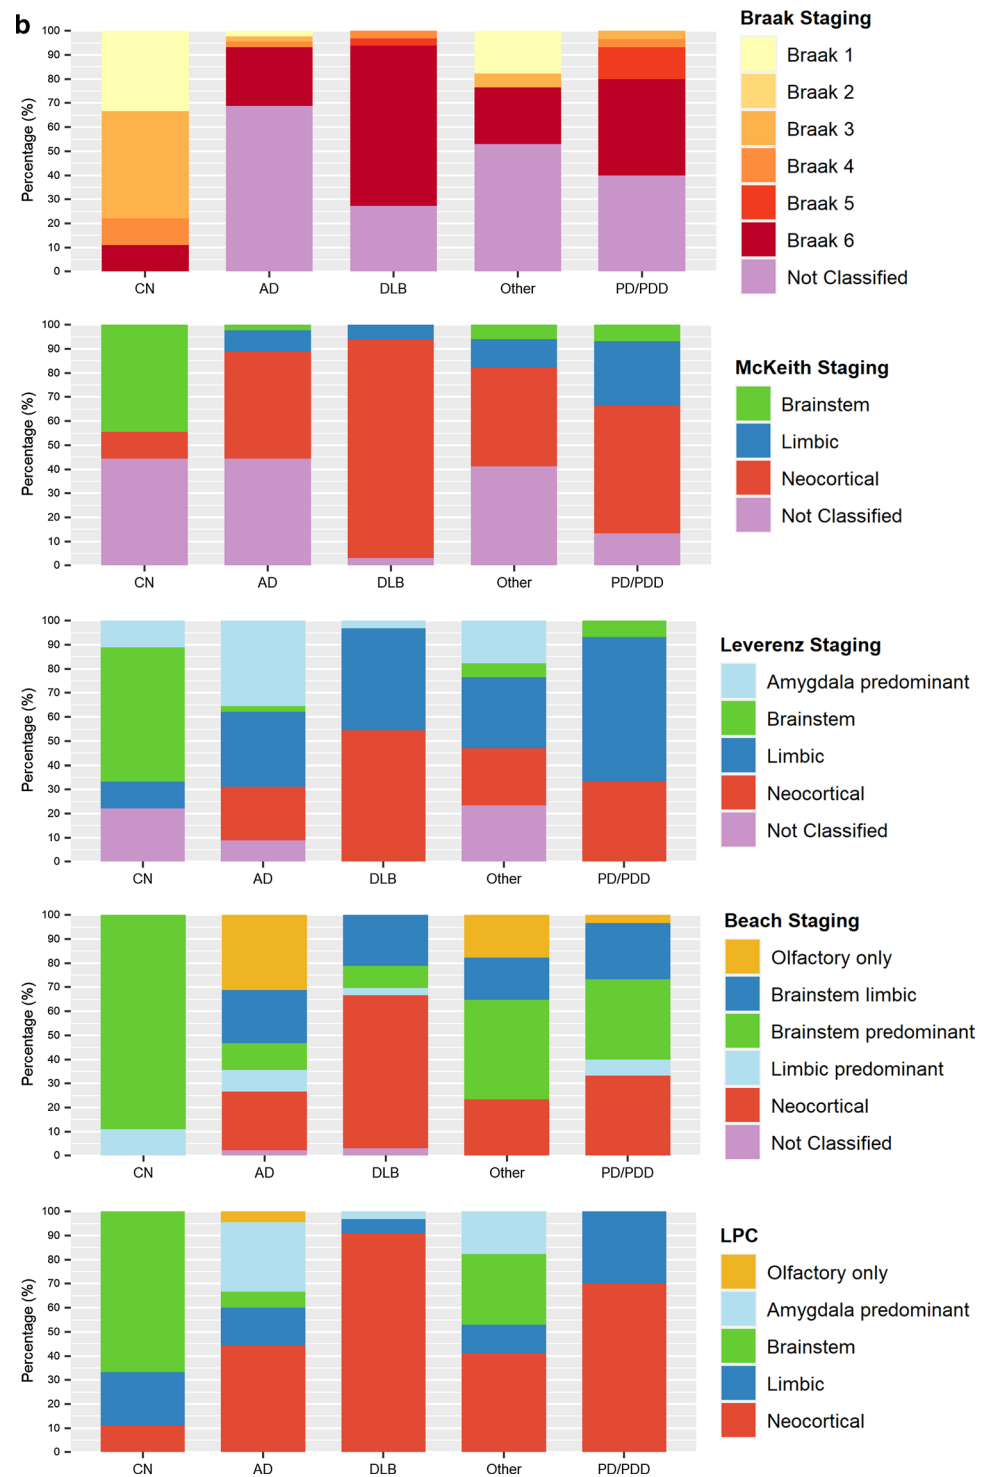 b
Percentage (%)
100
90
80
70
60
50
40
30
20
10
0
CN AD DLB Other PD/PDD
Braak Staging
Braak 1
Braak 2
Braak 3
Braak 4
Braak 5
Braak 6
Not Classified
Percentage (%)
100
90
80
70
60
50
40
30
20
10
0
CN AD DLB Other PD/PDD
McKeith Staging
Brainstem
Limbic
Neocortical
Not Classified
Percentage (%)
100
90
80
70
60
50
40
30
20
10
0
CN AD DLB Other PD/PDD
Leverenz Staging
Amygdala predominant
Brainstem
Limbic
Neocortical
Not Classified
Percentage (%)
100
90
80
70
60
50
40
30
20
10
0
CN AD DLB Other PD/PDD
Beach Staging
Olfactory only
Brainstem limbic
Brainstem predominant
Limbic predominant
Neocortical
Not Classified
Percentage (%)
100
90
80
70
60
50
40
30
20
10
0
CN AD DLB Other PD/PDD
LPC
Olfactory only
Amygdala predominant
Brainstem
Limbic
Neocortical